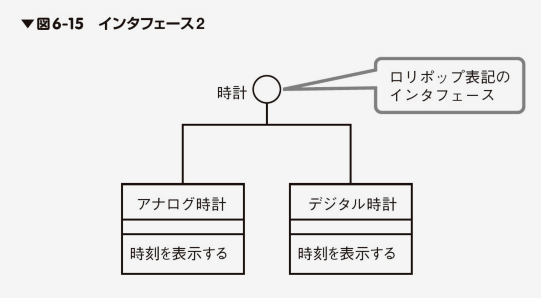 ▼図6-15 インタフェース2
ロリポップ表記の
インタフェース
時計
アナログ時計
デジタル時計
時刻を表示する
時刻を表示する